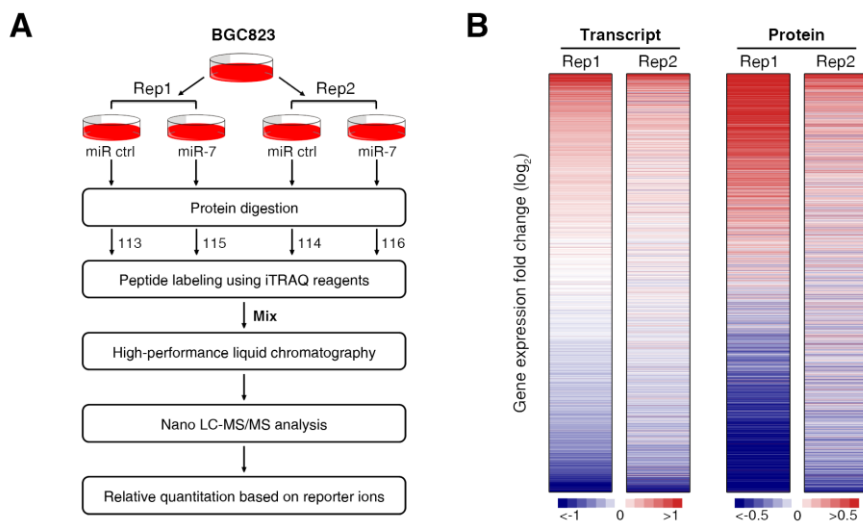 A
BGC823
Rep1
Rep2
miR ctrl
miR-7
miR ctrl
miR-7
Protein digestion
113
115
114
116
Peptide labeling using iTRAQ reagents
Mix
High-performance liquid chromatography
Nano LC-MS/MS analysis
Relative quantitation based on reporter ions
B
Transcript
Protein
Rep1
Rep2
Rep1
Rep2
Gene expression fold change (log2)
<-1
0
>1
<-0.5
0
>0.5